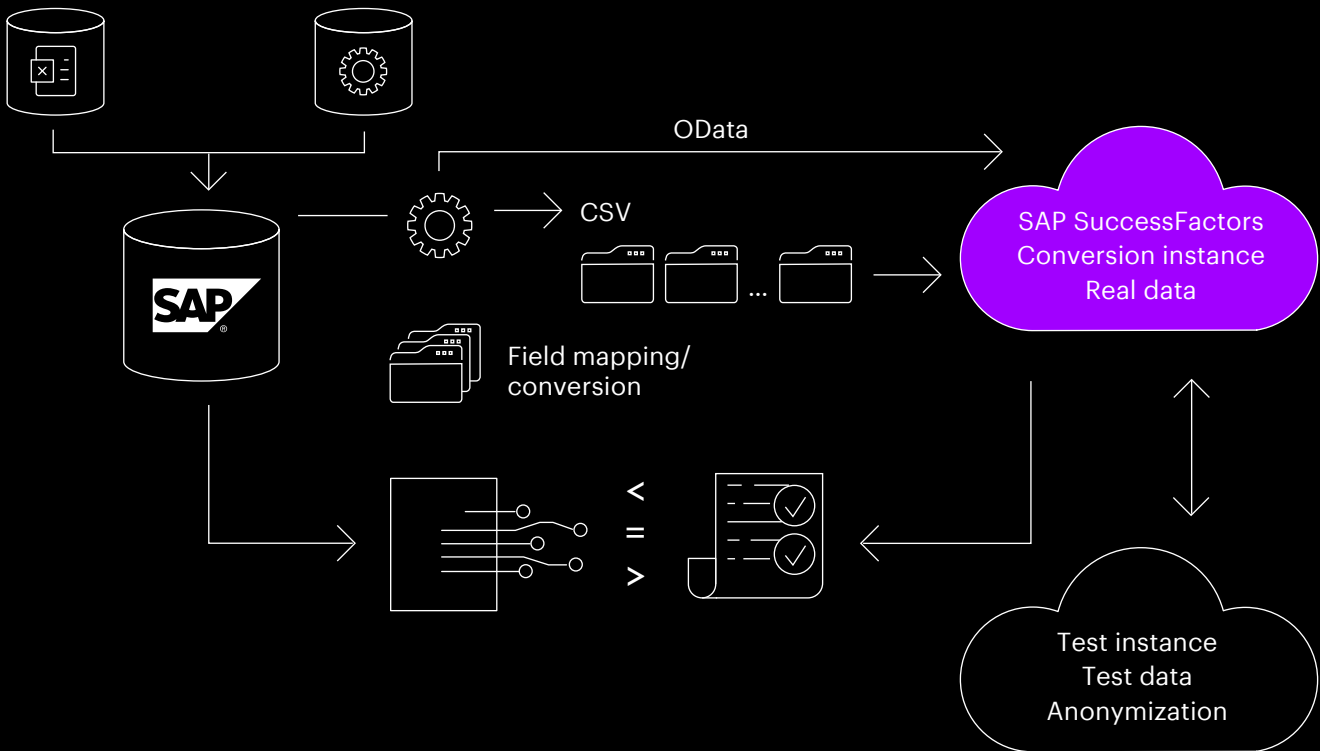 OData
CSV
SAP SuccessFactors
Conversion instance
Real data
...
SAP®
Field mapping/
conversion
<
=
>
Test instance
Test data
Anonymization